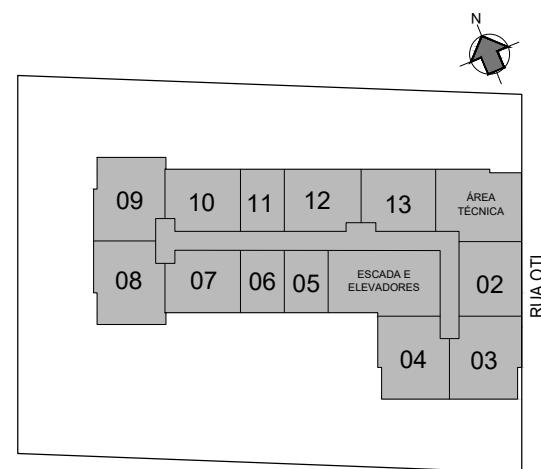 N
09
10
11
12
13
ÁREA
TÉCNICA
08
07
06
05
ESCADA E
ELEVADORES
02
RUA OTI
04
03